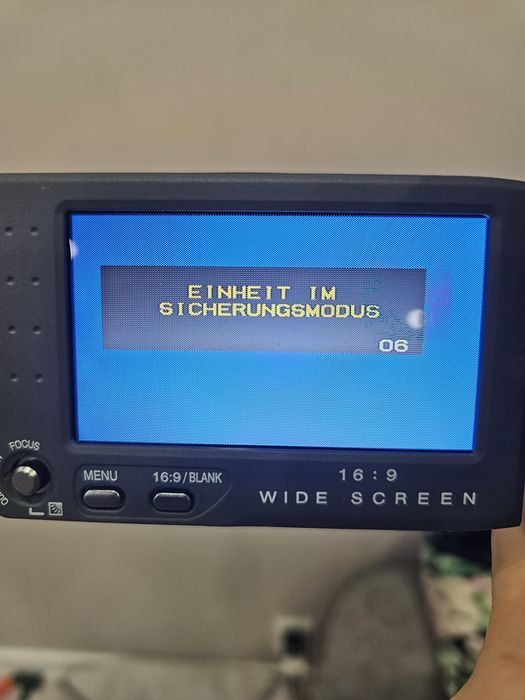 EINHEIT IM
SICHERUNGSMODUS
06
FOCUS
MENU
16:9/BLANK
16:9
WIDE SCREEN